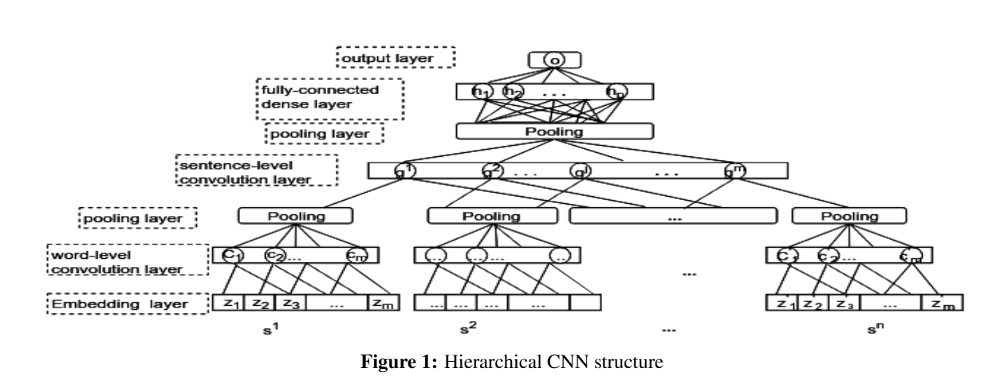 output layer
o
fully-connected
dense layer
h1 h2 ... hp
pooling layer
Pooling
sentence-level
convolution layer
g1 g2 ... gj ... gm
pooling layer
Pooling Pooling ... Pooling
word-level
convolution layer
C1 c2 ... cm ... ... ... .. C1 c2 ... cm
...
Embedding layer
z1 z2 z3 ... zm ... ... ... ... z1 z2 z3 ... zm
s1 s2 ... sn
Figure 1: Hierarchical CNN structure